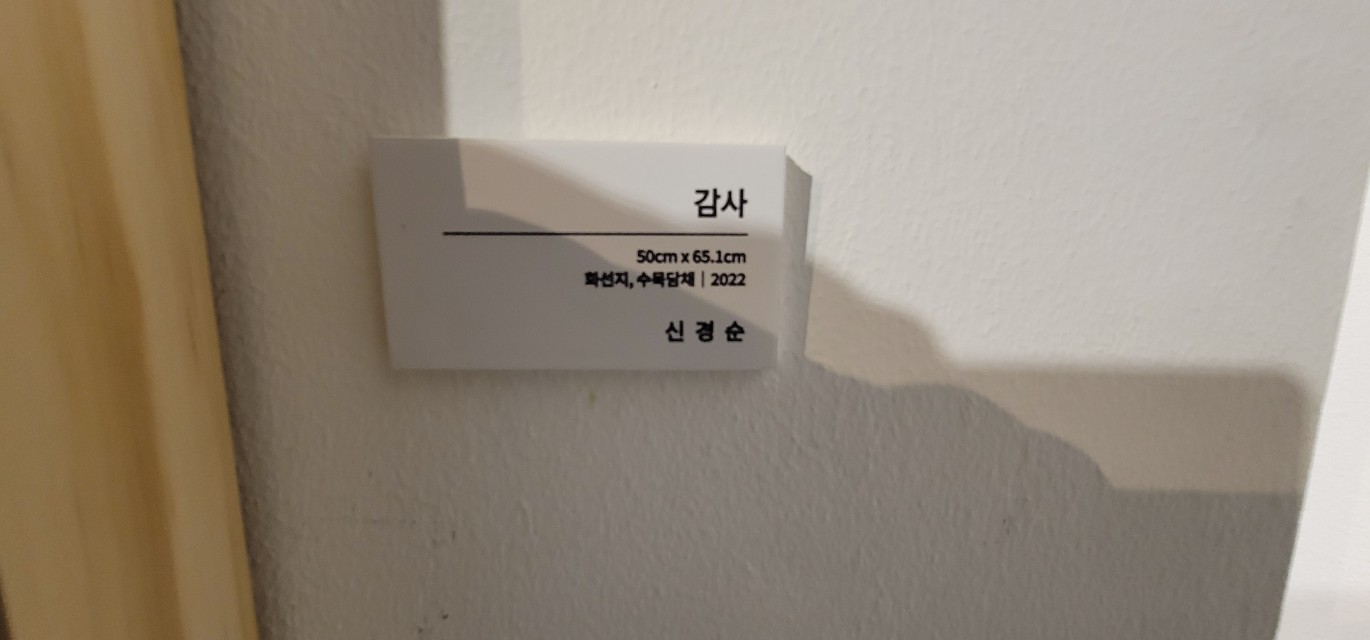 감사
50cm x 65.1cm
화선지, 수묵담채 | 2022
신 경 순